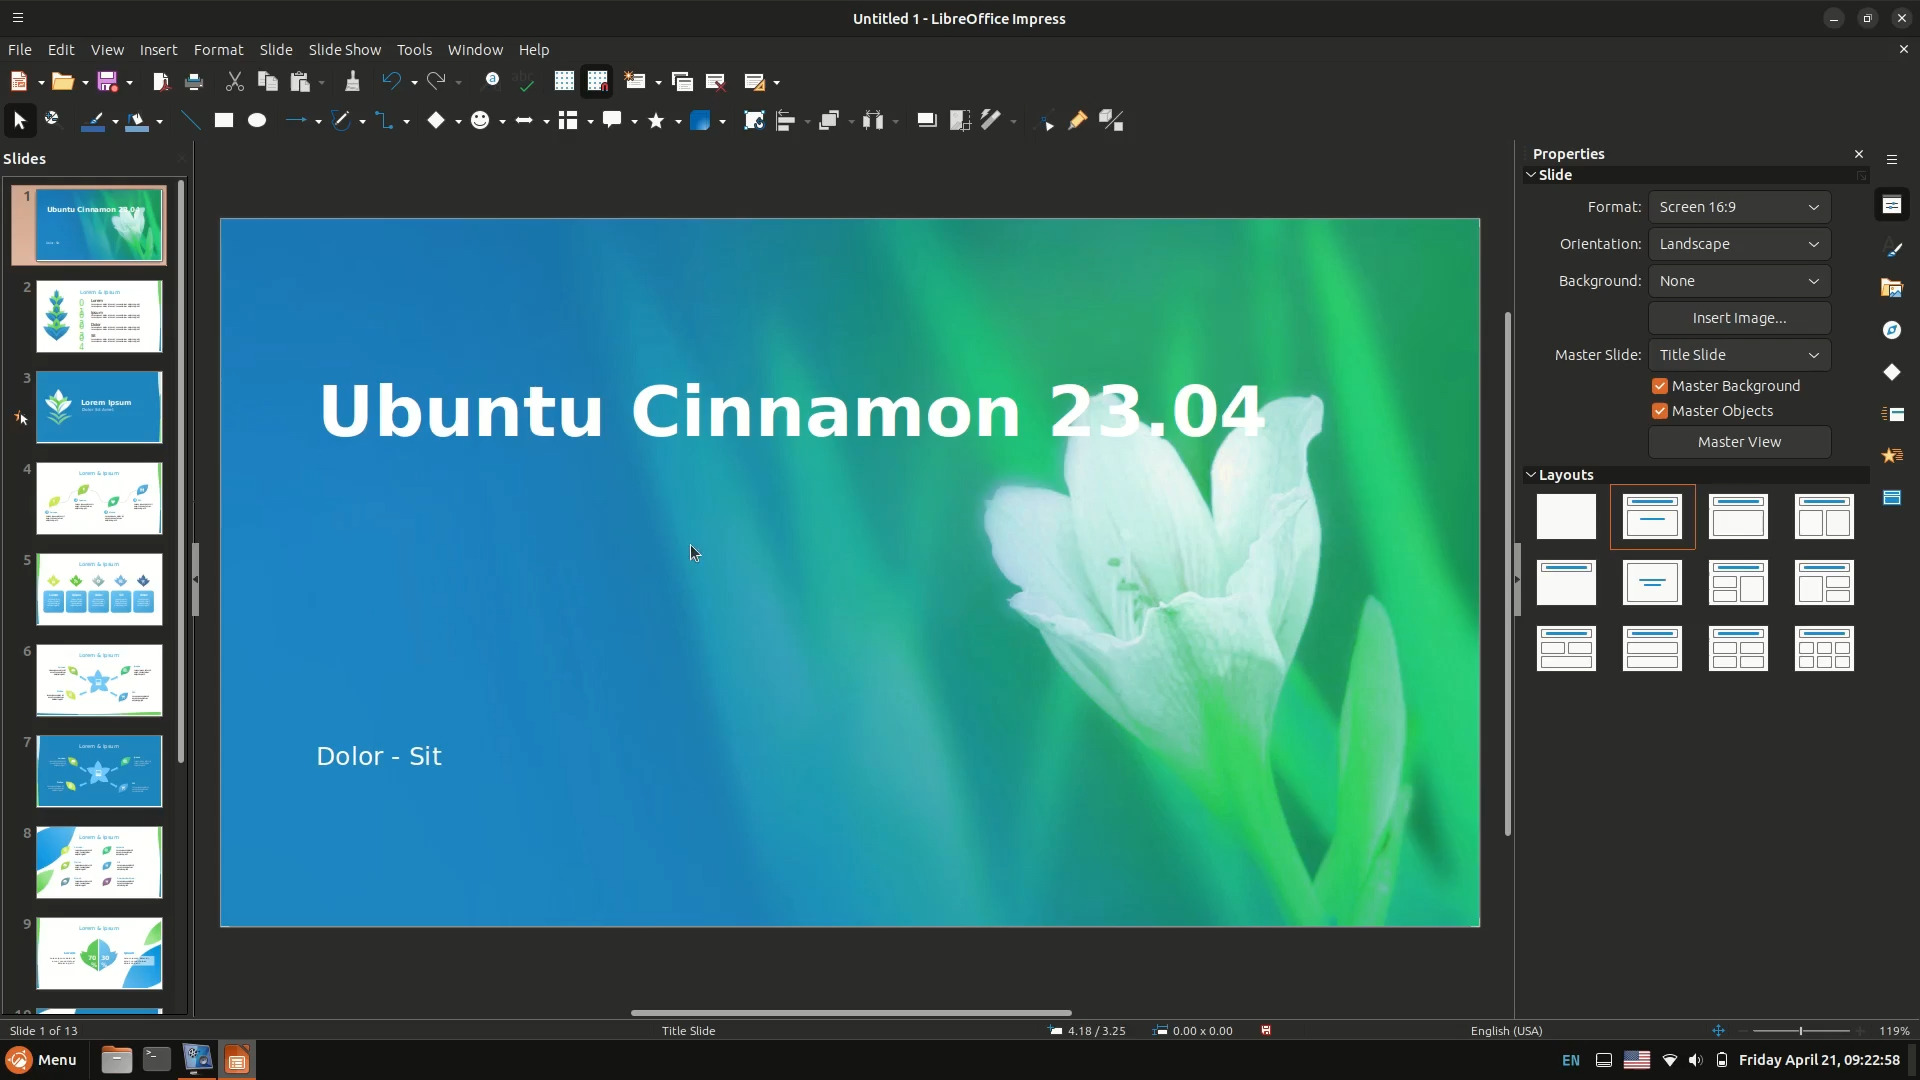 Untitled 1 - LibreOffice Impress
File Edit View Insert Format Slide Slide Show Tools Window Help
Slides
1
Ubuntu Cinnamon 23.04
2
Lorem & Ipsum
3
Lorem Ipsum
Dolor Sit Amet
4
Lorem & Ipsum
5
6
Lorem & Ipsum
7
Lorem & Ipsum
8
Lorem & Ipsum
9
Lorem & Ipsum
70 30
Ubuntu Cinnamon 23.04
Dolor - Sit
Properties
Slide
Format: Screen 16:9
Orientation: Landscape
Background: None
Insert Image...
Master Slide: Title Slide
Master Background
Master Objects
Master View
Layouts
Slide 1 of 13
Title Slide
4.18 / 3.25
0.00 x 0.00
English (USA)
119%
Menu
EN
Friday April 21, 09:22:58